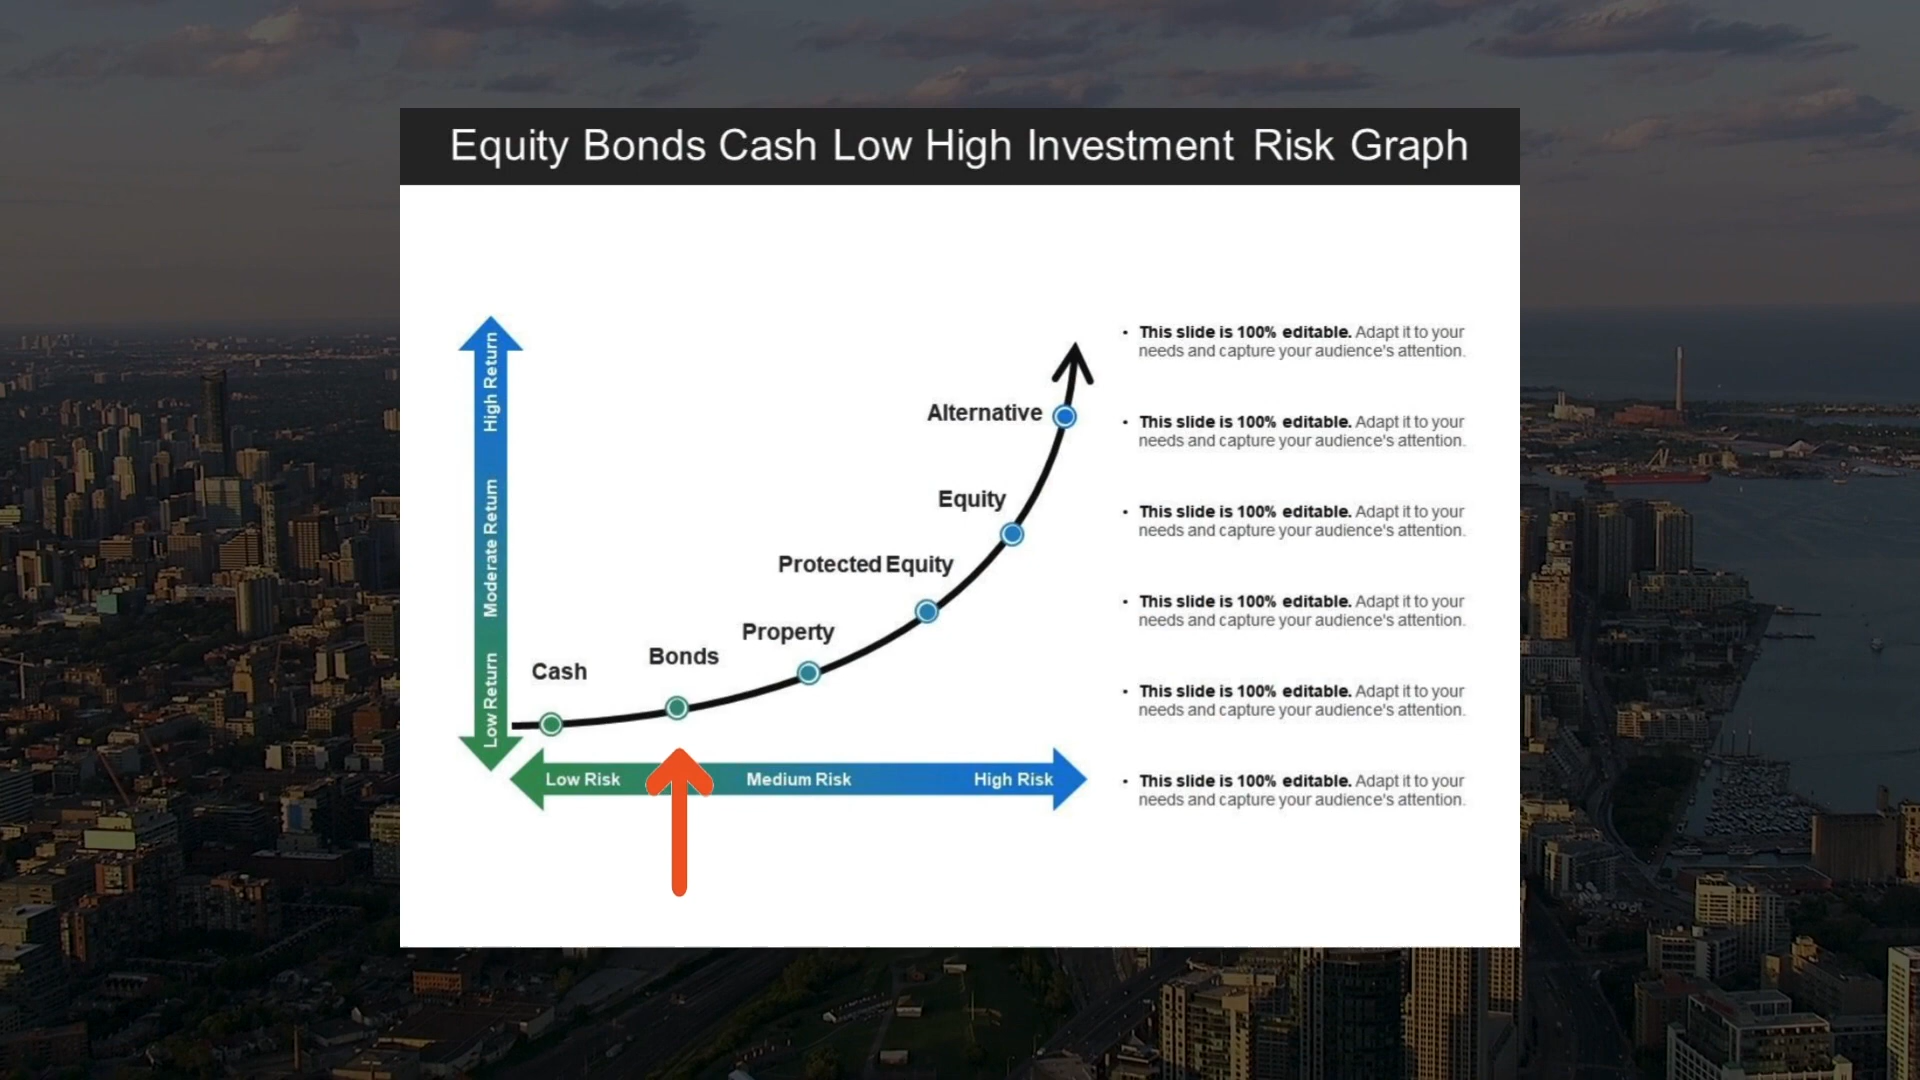 Equity Bonds Cash Low High Investment Risk Graph
High Return
Moderate Return
Low Return
Alternative
Equity
Protected Equity
Property
Bonds
Cash
Low Risk
Medium Risk
High Risk
• This slide is 100% editable. Adapt it to your
needs and capture your audience's attention.
• This slide is 100% editable. Adapt it to your
needs and capture your audience's attention.
• This slide is 100% editable. Adapt it to your
needs and capture your audience's attention.
• This slide is 100% editable. Adapt it to your
needs and capture your audience's attention.
• This slide is 100% editable. Adapt it to your
needs and capture your audience's attention.
• This slide is 100% editable. Adapt it to your
needs and capture your audience's attention.